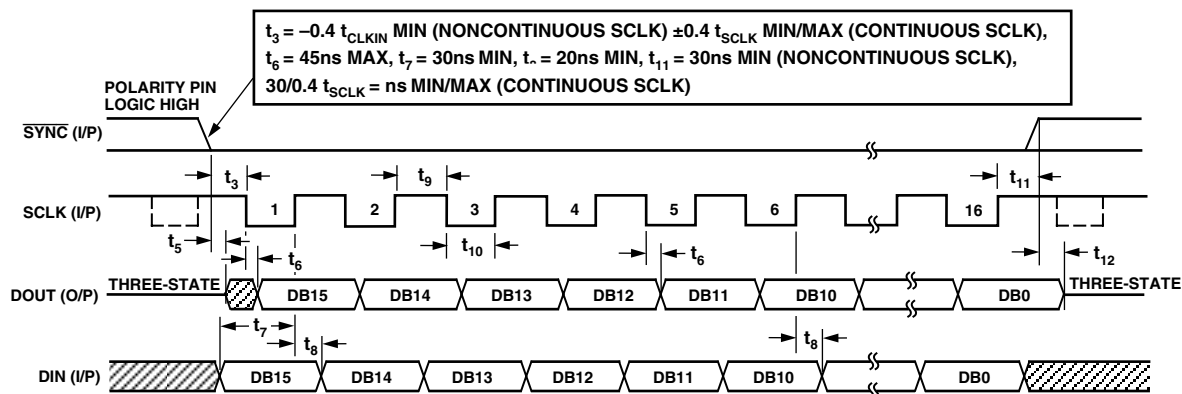 t3 = –0.4 tCLKIN MIN (NONCONTINUOUS SCLK) ±0.4 tSCLK MIN/MAX (CONTINUOUS SCLK),
t6 = 45ns MAX, t7 = 30ns MIN, = 20ns MIN, t11 = 30ns MIN (NONCONTINUOUS SCLK),
30/0.4 tSCLK = ns MIN/MAX (CONTINUOUS SCLK)
POLARITY PIN
LOGIC HIGH
SYNC (I/P)
t3
t9
t11
SCLK (I/P)
1
2
3
4
5
6
16
t5
t6
t10
t6
t12
THREE-STATE
THREE-STATE
DOUT (O/P)
DB15
DB14
DB13
DB12
DB11
DB10
DB0
t7
t8
t8
DIN (I/P)
DB15
DB14
DB13
DB12
DB11
DB10
DB0